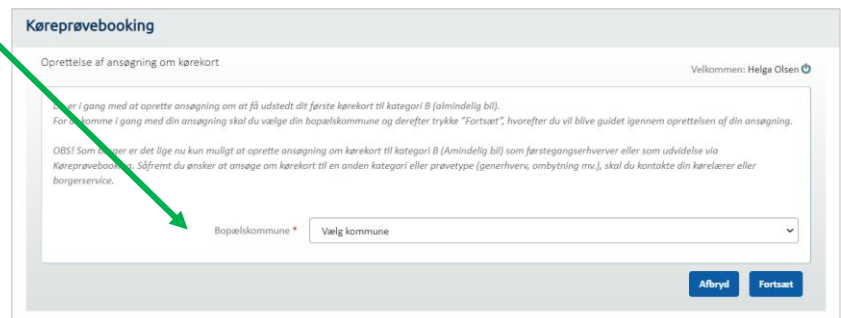 Køreprøvebooking
Oprettelse af ansøgning om kørekort
Velkommen: Helga Olsen
er i gang med at oprette ansøgning om at få udstedt dit første kørekort til kategori B (almindelig bil).
For at komme i gang med din ansøgning skal du vælge din bopælskommune og derefter trykke "Fortsæt", hvorefter du vil blive guidet igennem oprettelsen af din ansøgning.
OBS! Som borger er det lige nu kun muligt at oprette ansøgning om kørekort til kategori B (Amindelig bil) som førstegangserhverver eller som udvidelse via
Køreprøvebooking. Såfremt du ønsker at ansøge om kørekort til en anden kategori eller prøvetype (generhverv, ombytning mv.), skal du kontakte din kørelærer eller
borgerservice.
Bopælskommune * Vælg kommune
Afbryd Fortsæt